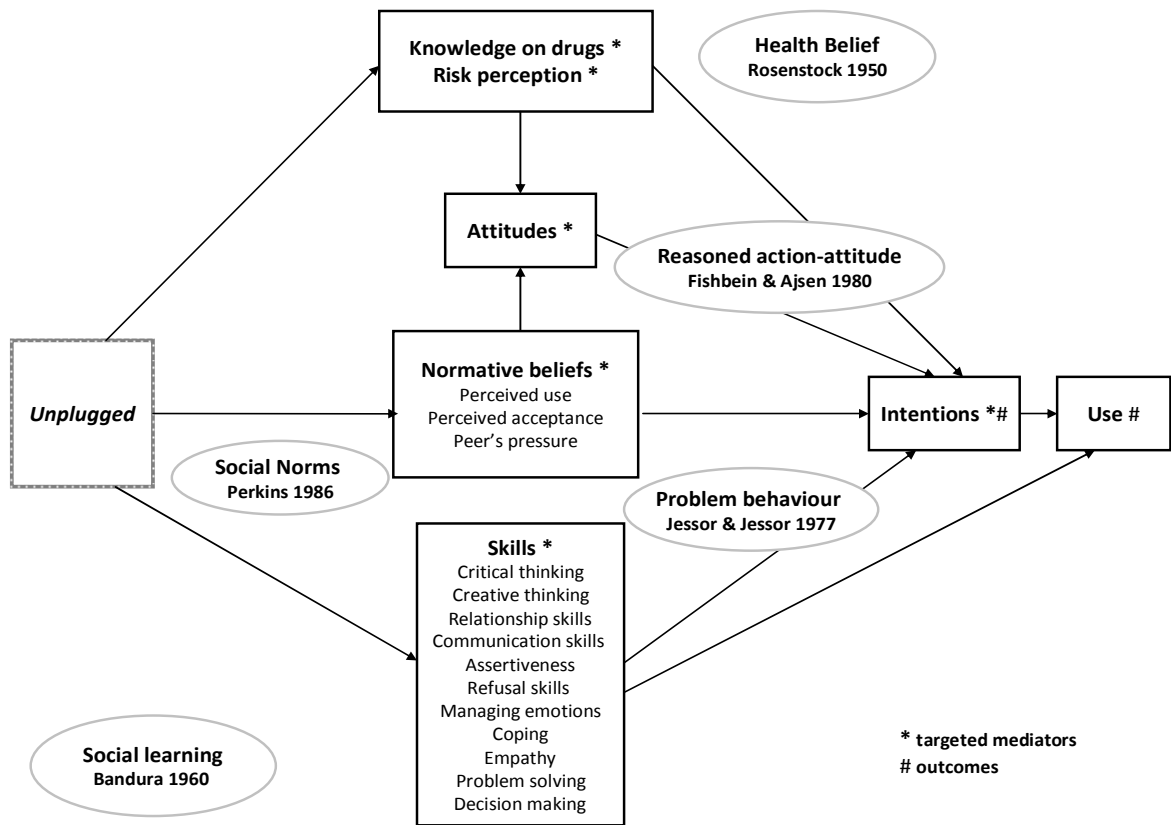 Knowledge on drugs *
Risk perception *
Health Belief
Rosenstock 1950
Attitudes *
Reasoned action-attitude
Fishbein & Ajsen 1980
Unplugged
Normative beliefs *
Perceived use
Perceived acceptance
Peer's pressure
Intentions *#
Use #
Social Norms
Perkins 1986
Problem behaviour
Jessor & Jessor 1977
Skills *
Critical thinking
Creative thinking
Relationship skills
Communication skills
Assertiveness
Refusal skills
Managing emotions
Coping
Empathy
Problem solving
Decision making
Social learning
Bandura 1960
* targeted mediators
# outcomes